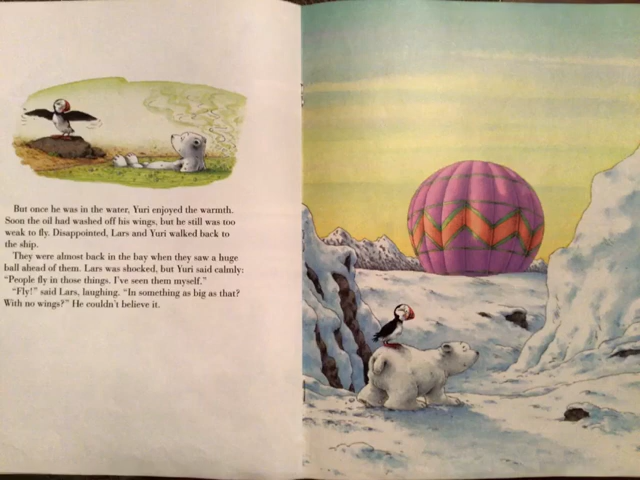 But once he was in the water, Yuri enjoyed the warmth.
Soon the oil had washed off his wings, but he still was too
weak to fly. Disappointed, Lars and Yuri walked back to
the ship.
They were almost back in the bay when they saw a huge
ball ahead of them. Lars was shocked, but Yuri said calmly:
"People fly in those things. I've seen them myself."
"Fly!" said Lars, laughing. "In something as big as that?
With no wings?" He couldn't believe it.